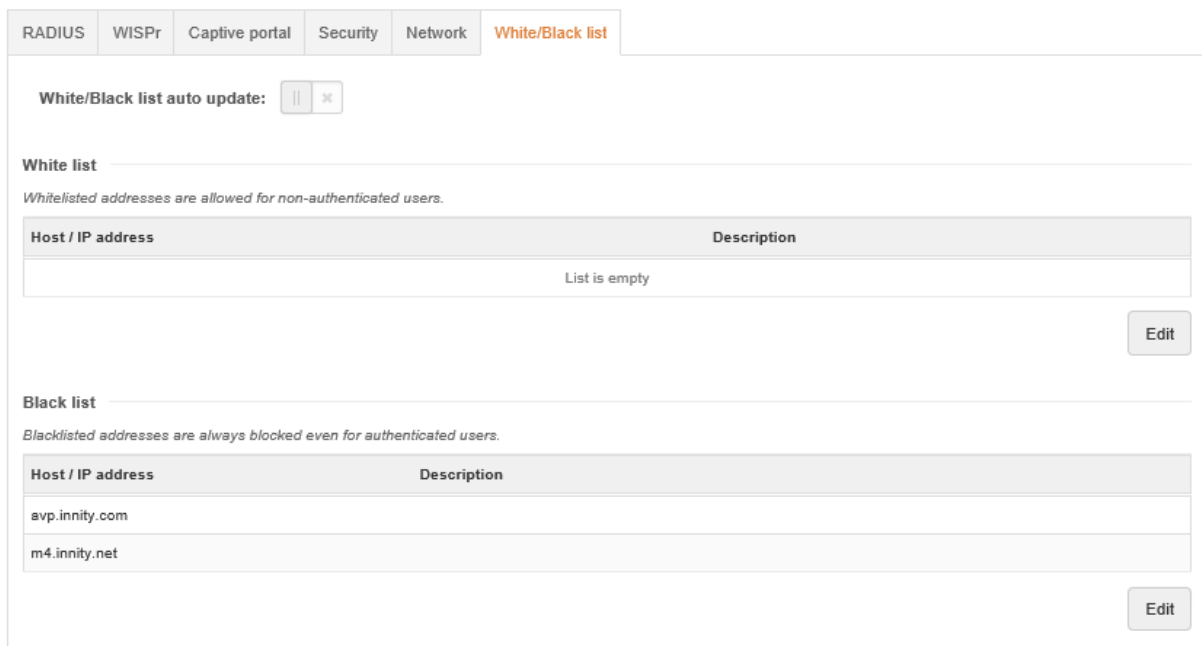 RADIUS WISPr Captive portal Security Network White/Black list
White/Black list auto update:
White list
Whitelisted addresses are allowed for non-authenticated users.
Host / IP address Description
List is empty
Edit
Black list
Blacklisted addresses are always blocked even for authenticated users.
Host / IP address Description
avp.innity.com
m4.innity.net
Edit